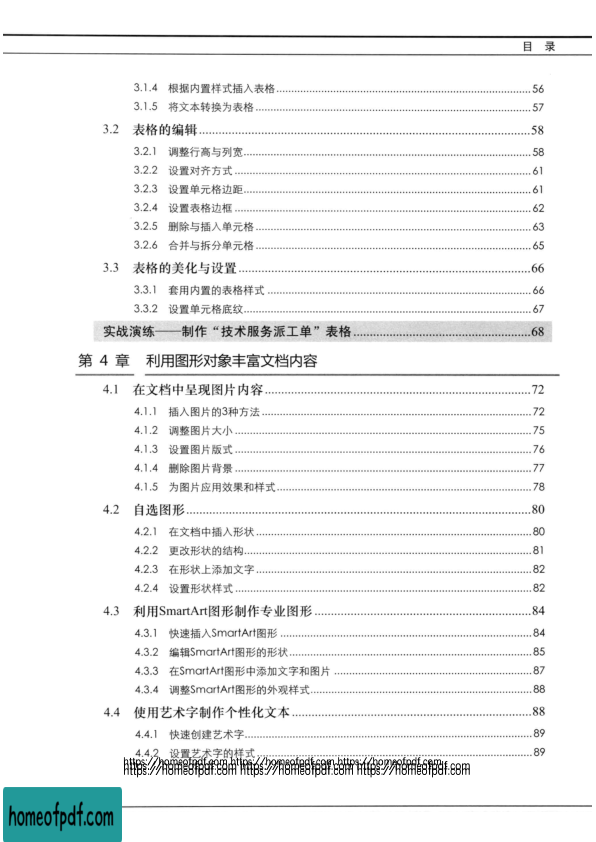 目 录
3.1.4 根据内置样式插入表格 56
3.1.5 将文本转换为表格 57
3.2 表格的编辑 58
3.2.1 调整行高与列宽 58
3.2.2 设置对齐方式 61
3.2.3 设置单元格边距 61
3.2.4 设置表格边框 62
3.2.5 删除与插入单元格 63
3.2.6 合并与拆分单元格 65
3.3 表格的美化与设置 66
3.3.1 套用内置的表格样式 66
3.3.2 设置单元格底纹 67
实战演练——制作“技术服务派工单”表格 68
第 4 章 利用图形对象丰富文档内容
4.1 在文档中呈现图片内容 72
4.1.1 插入图片的3种方法 72
4.1.2 调整图片大小 75
4.1.3 设置图片版式 76
4.1.4 删除图片背景 77
4.1.5 为图片应用效果和样式 78
4.2 自选图形 80
4.2.1 在文档中插入形状 80
4.2.2 更改形状的结构 81
4.2.3 在形状上添加文字 82
4.2.4 设置形状样式 82
4.3 利用SmartArt图形制作专业图形 84
4.3.1 快速插入SmartArt图形 84
4.3.2 编辑SmartArt图形的形状 85
4.3.3 在SmartArt图形中添加文字和图片 87
4.3.4 调整SmartArt图形的外观样式 88
4.4 使用艺术字制作个性化文本 88
4.4.1 快速创建艺术字 89
4.4.2 设置艺术字的样式 89
https://homeofpdf.com https://homeofpdf.com https://homeofpdf.com
https://homeofpdf.com https://homeofpdf.com https://homeofpdf.com
homeofpdf.com